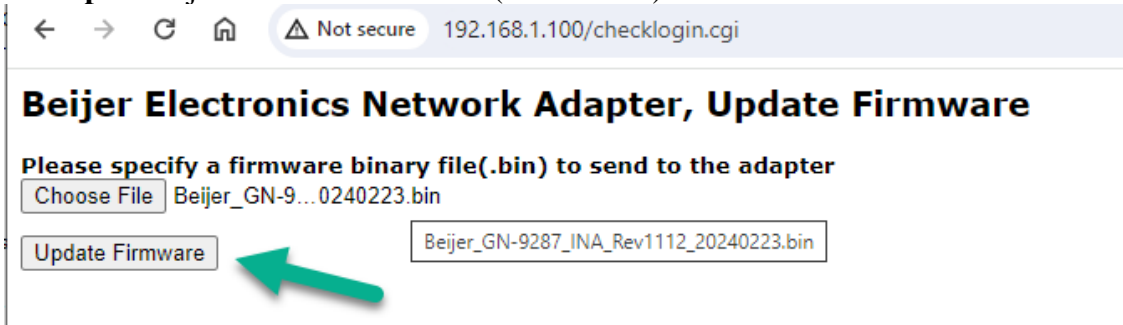 Not secure 192.168.1.100/checklogin.cgi
Beijer Electronics Network Adapter, Update Firmware
Please specify a firmware binary file(.bin) to send to the adapter
Choose File Beijer_GN-9...0240223.bin
Beijer_GN-9287_INA_Rev1112_20240223.bin
Update Firmware